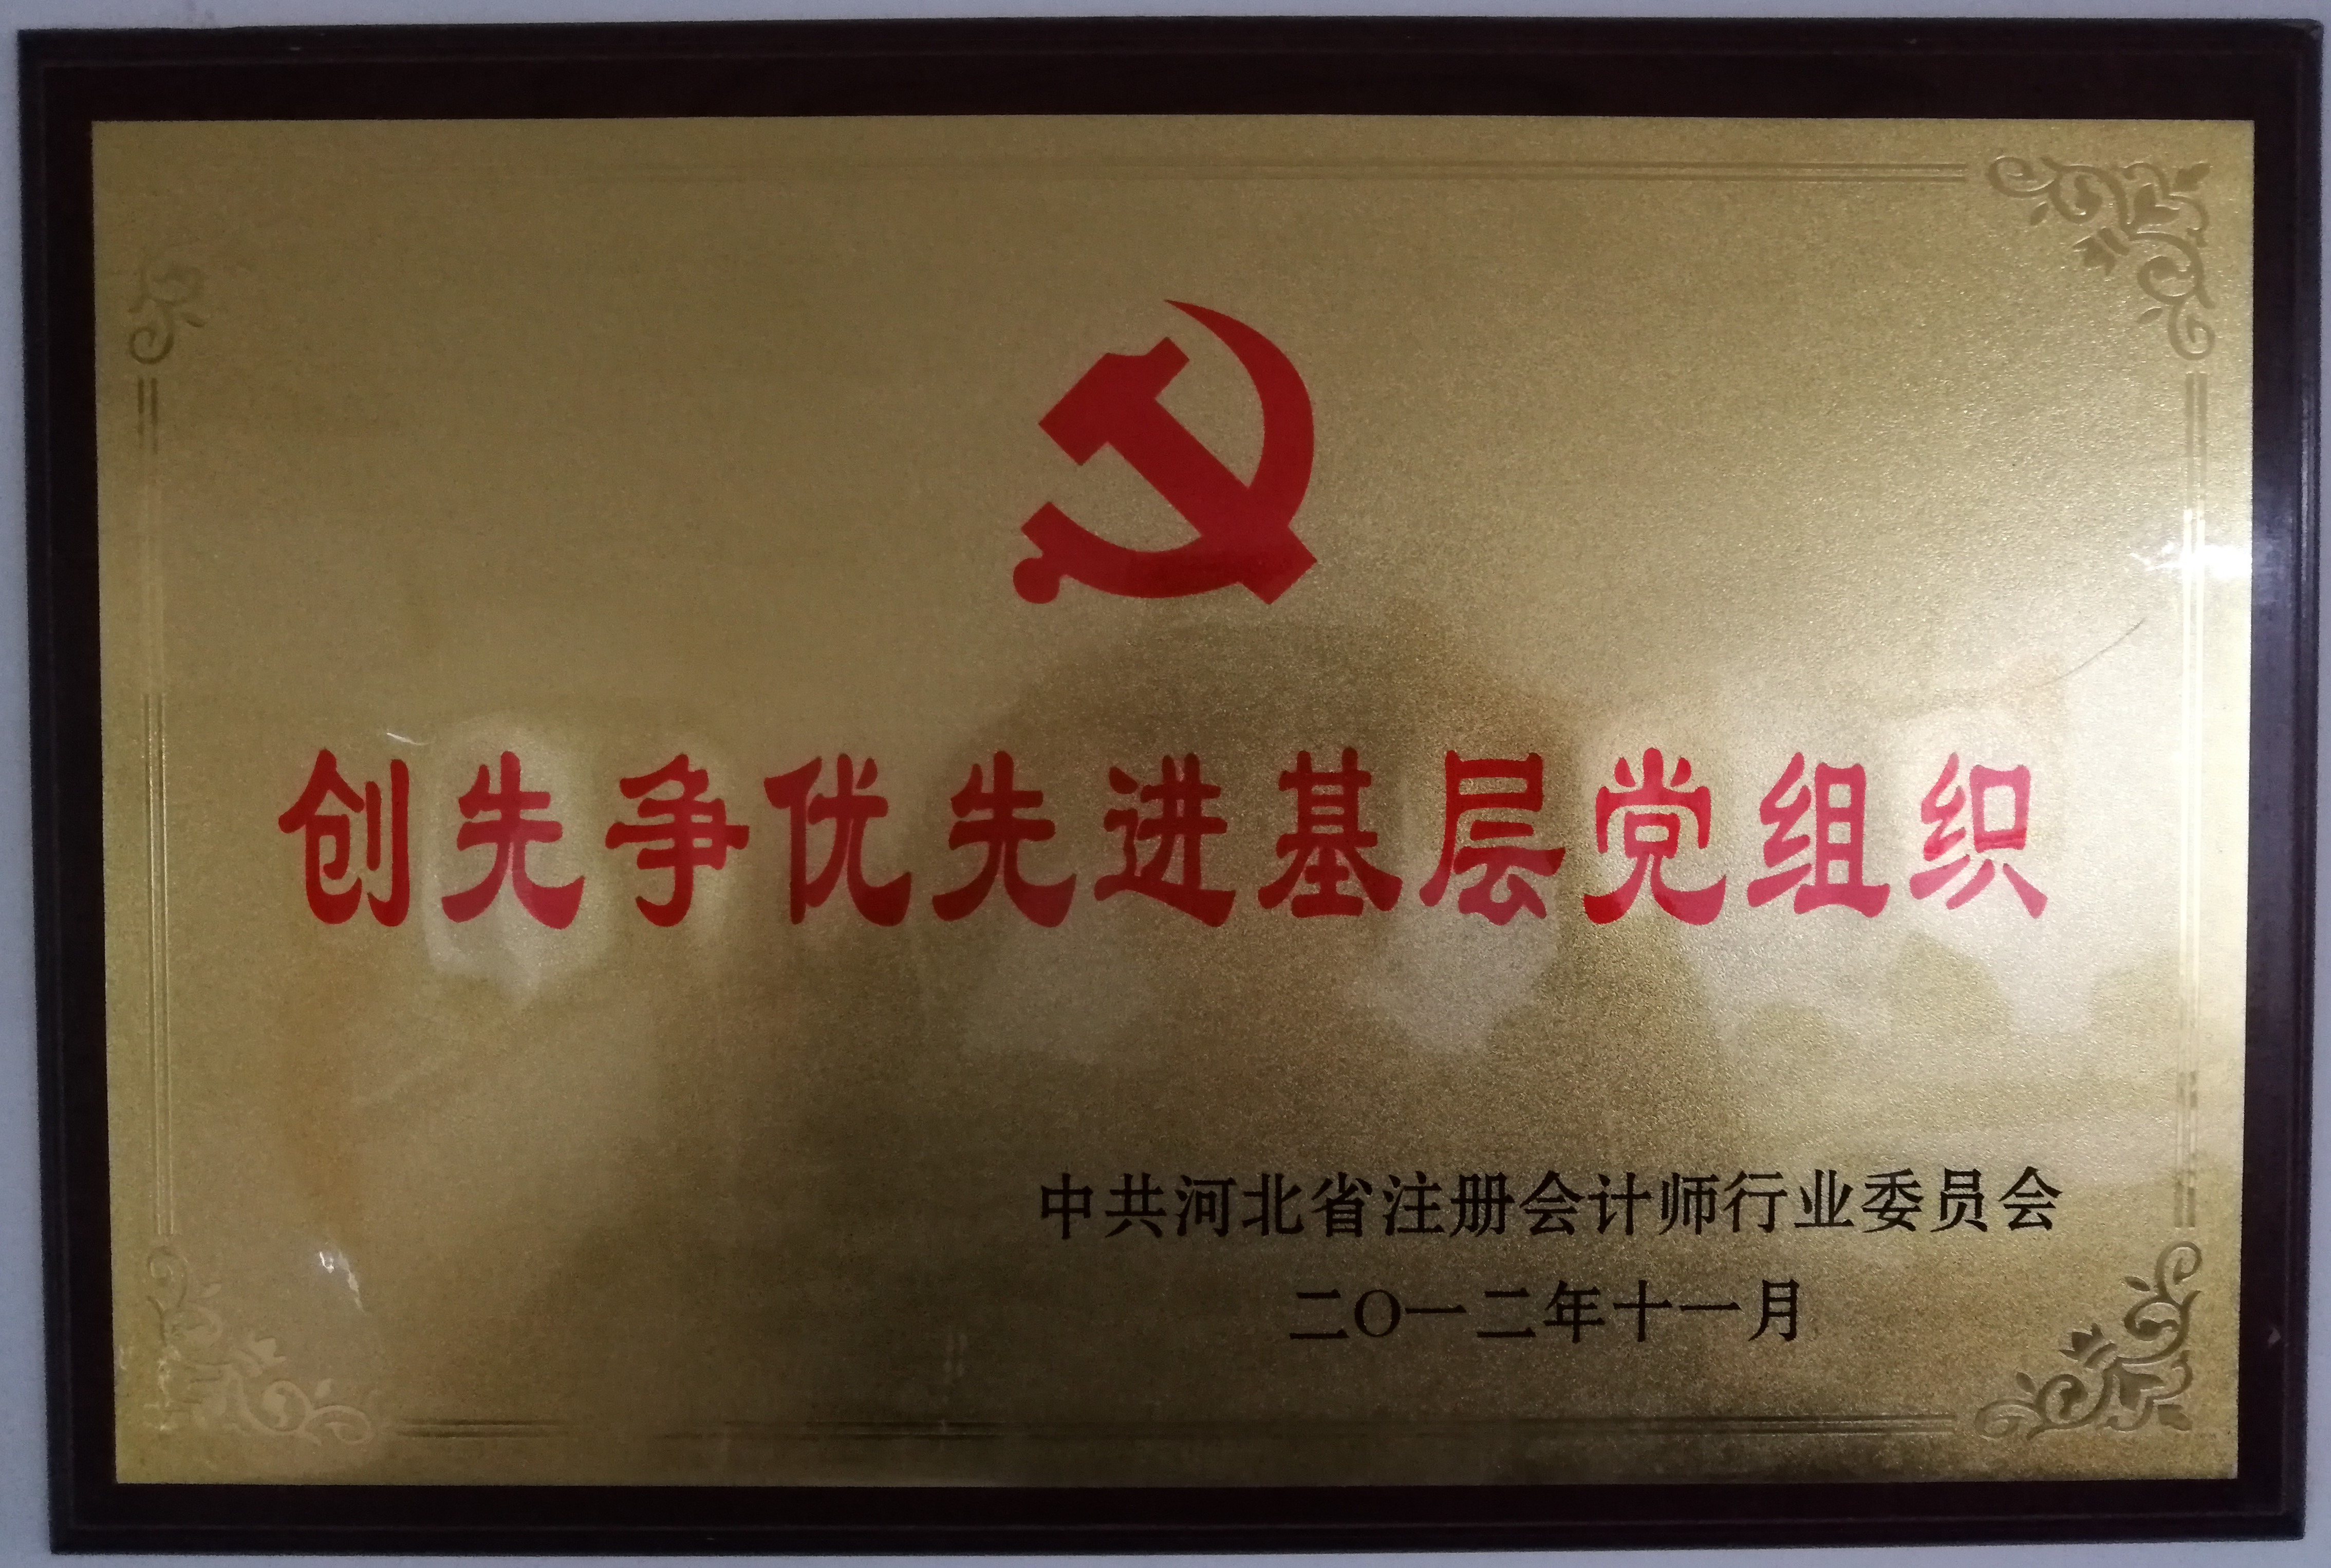 创先争优先进基层党组织
中共河北省注册会计师行业委员会
二〇一二年十一月